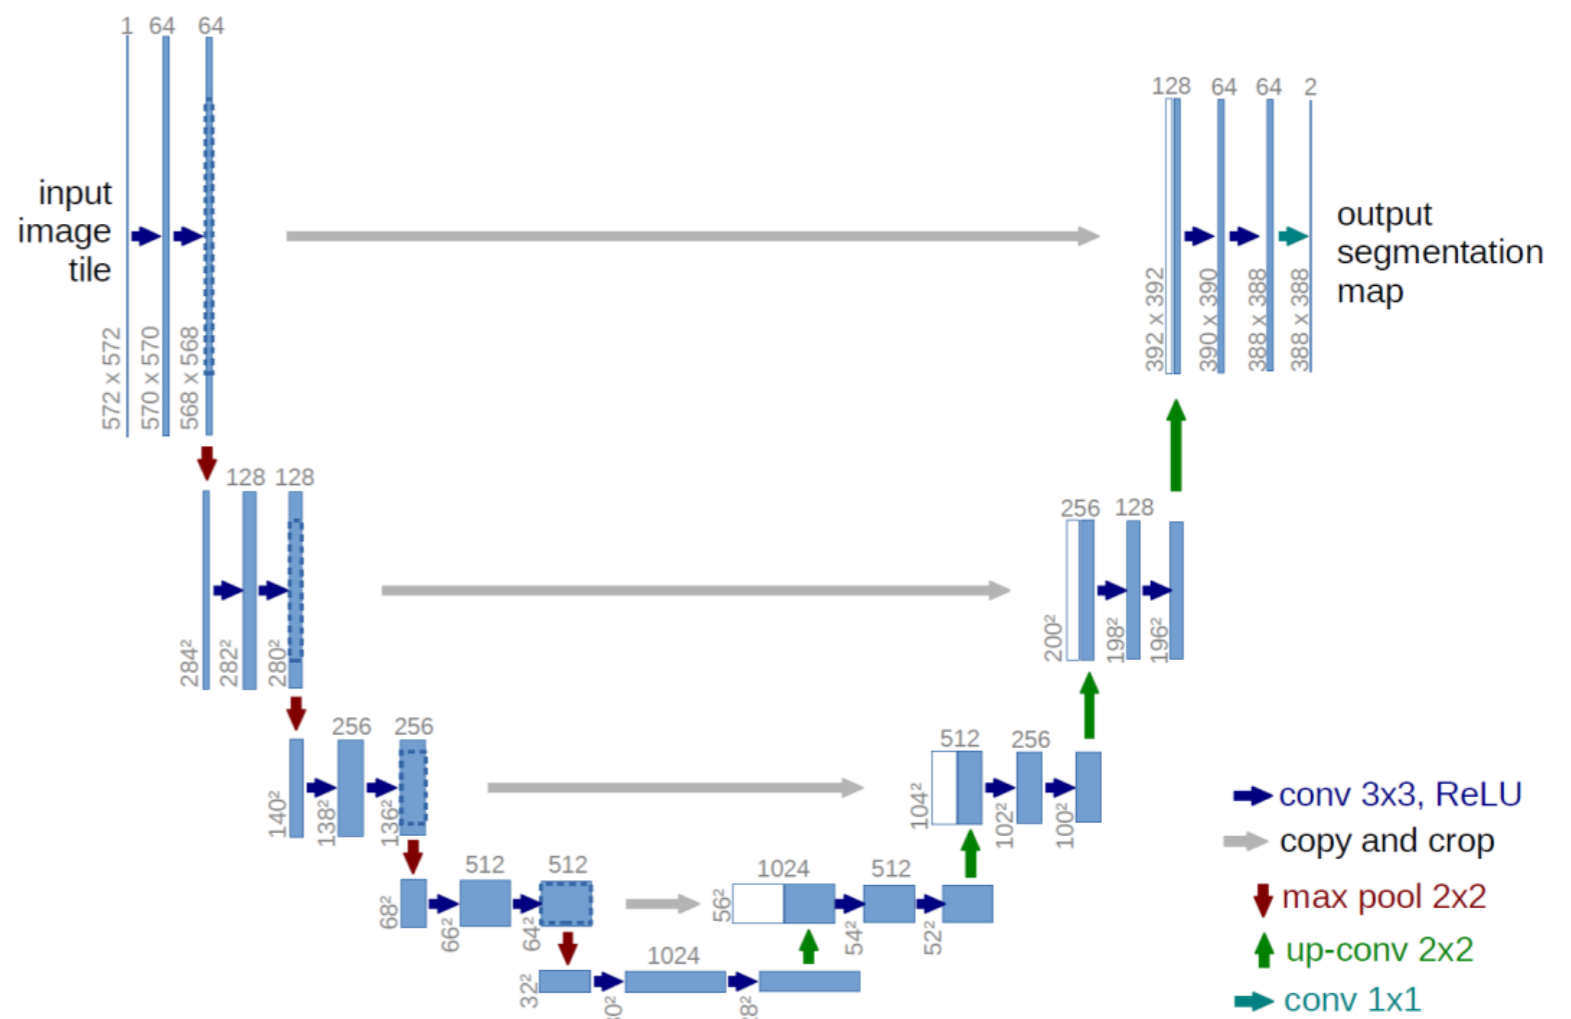 1 64 64
128 64 64 2
input
image
tile
output
segmentation
map
572 x 572
570 x 570
568 x 568
392 x 392
390 x 390
388 x 388
388 x 388
128 128
256 128
284²
282²
280²
200²
198²
196²
256 256
512 256
140²
138²
136²
104²
102²
100²
512 512
1024 512
68²
66²
64²
56²
54²
52²
1024
32²
conv 3x3, ReLU
copy and crop
max pool 2x2
up-conv 2x2
conv 1x1